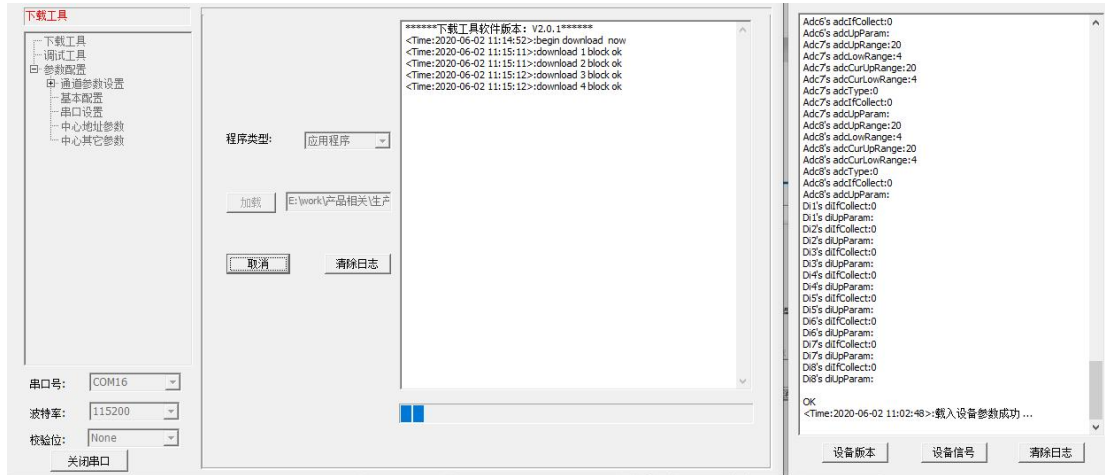 下载工具
下载工具
调试工具
参数配置
通道参数设置
基本配置
串口设置
中心地址参数
中心其它参数
串口号:
COM16
波特率:
115200
校验位:
None
关闭串口
程序类型:
应用程序
加载
E:\work\产品相关\生产
取消
清除日志
******下载工具软件版本：V2.0.1******
<Time:2020-06-02 11:14:52>:begin download  now
<Time:2020-06-02 11:15:11>:download 1 block ok
<Time:2020-06-02 11:15:12>:download 2 block ok
<Time:2020-06-02 11:15:12>:download 3 block ok
<Time:2020-06-02 11:15:12>:download 4 block ok
Adc6's adcIfCollect:0
Adc6's adcUpParam:
Adc7's adcUpRange:20
Adc7's adcLowRange:4
Adc7's adcCurUpRange:20
Adc7's adcCurLowRange:4
Adc7's adcType:0
Adc7's adcIfCollect:0
Adc7's adcUpParam:
Adc8's adcUpRange:20
Adc8's adcLowRange:4
Adc8's adcCurUpRange:20
Adc8's adcCurLowRange:4
Adc8's adcType:0
Adc8's adcIfCollect:0
Adc8's adcUpParam:
Di1's diIfCollect:0
Di1's diUpParam:
Di2's diIfCollect:0
Di2's diUpParam:
Di3's diIfCollect:0
Di3's diUpParam:
Di4's diIfCollect:0
Di4's diUpParam:
Di5's diIfCollect:0
Di5's diUpParam:
Di6's diIfCollect:0
Di6's diUpParam:
Di7's diIfCollect:0
Di7's diUpParam:
Di8's diIfCollect:0
Di8's diUpParam:
OK
<Time:2020-06-02 11:02:48>:载入设备参数成功 ...
设备版本
设备信号
清除日志